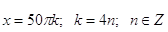 x = 50πk; k = 4n; n ∈ Z